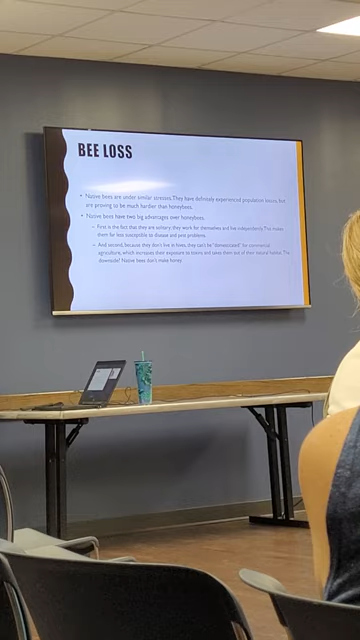 BEE LOSS
Native bees are under similar stresses. They have definitely experienced population losses, but
are proving to be much hardier than honeybees.
Native bees have two big advantages over honeybees.
First is the fact that they are solitary, they work for themselves and live independently. This makes
them far less susceptible to disease and pest problems.
And second, because they don't live in hives, they can't be "domesticated" for commercial
agriculture, which increases their exposure to toxins and takes them out of their natural habitat. The
downside? Native bees don't make honey.